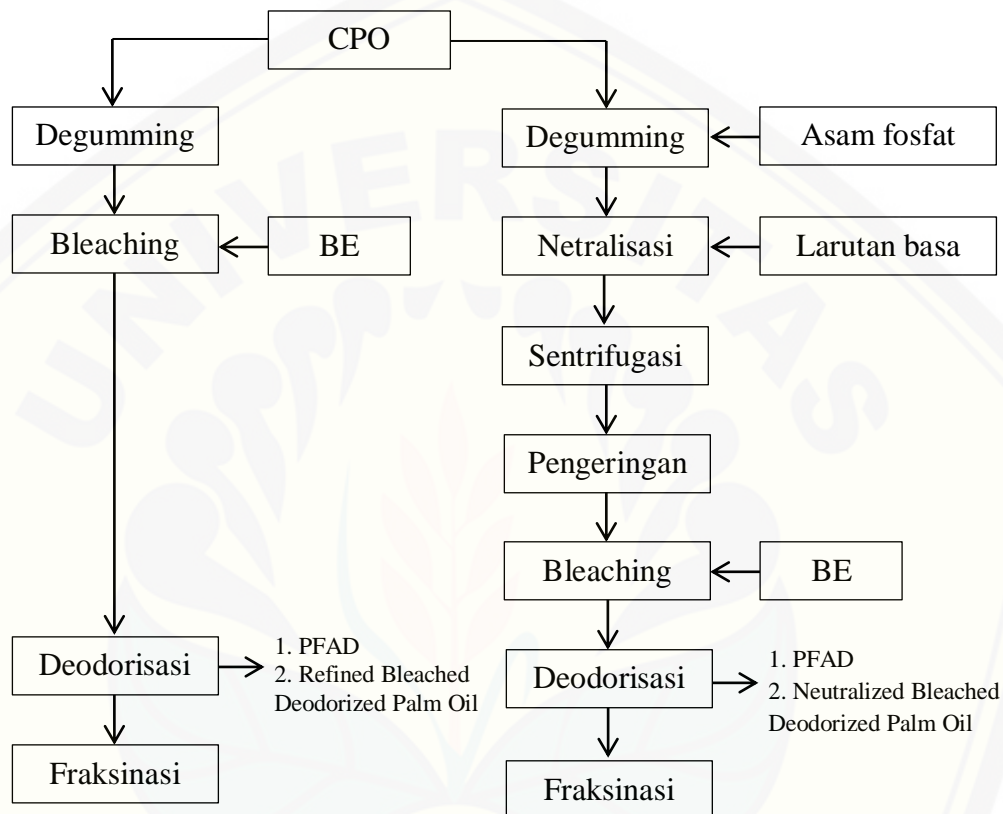 CPO
Degumming
Bleaching
BE
Deodorisasi
1. PFAD
2. Refined Bleached
Deodorized Palm Oil
Fraksinasi
Degumming
Asam fosfat
Netralisasi
Larutan basa
Sentrifugasi
Pengeringan
Bleaching
BE
Deodorisasi
1. PFAD
2. Neutralized Bleached
Deodorized Palm Oil
Fraksinasi
UNIVERSITAS